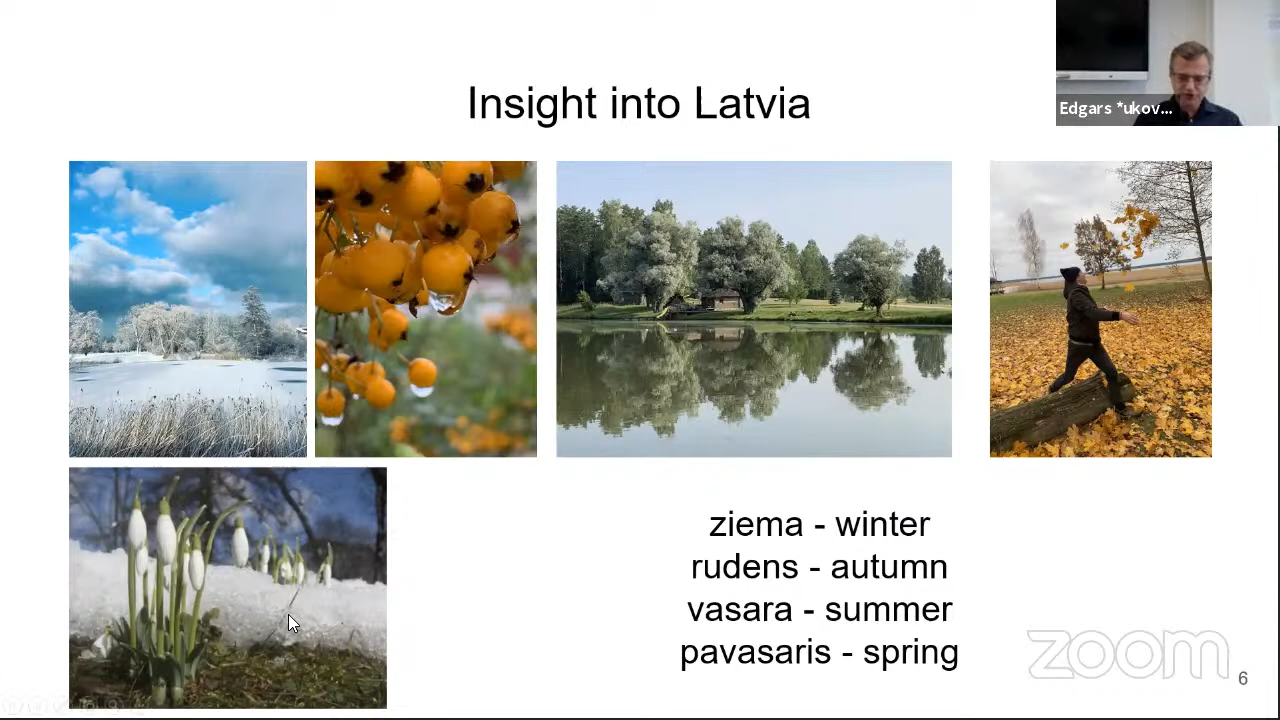 Insight into Latvia
Edgars *ukov...
ziema - winter
rudens - autumn
vasara - summer
pavasaris - spring
zoom
6